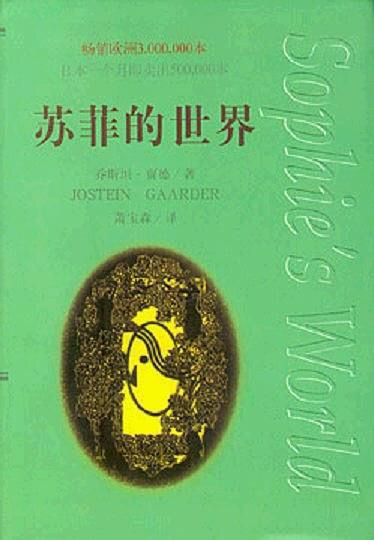 畅销欧洲3,000,000本
日本一个月即卖出500,000本
苏菲的世界
乔斯坦·贾德/著
JOSTEIN GAARDER
萧宝森/译
Sophie's World